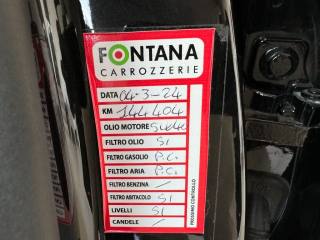 FONTANA
CARROZZERIE
DATA 04-3-24
KM 144404
OLIO MOTORE 5W40
FILTRO OLIO SI
FILTRO GASOLIO P.C.
FILTRO ARIA P.C.
FILTRO BENZINA /
FILTRO ABITACOLO SI
LIVELLI SI
CANDELE /
PROSSIMO CONTROLLO